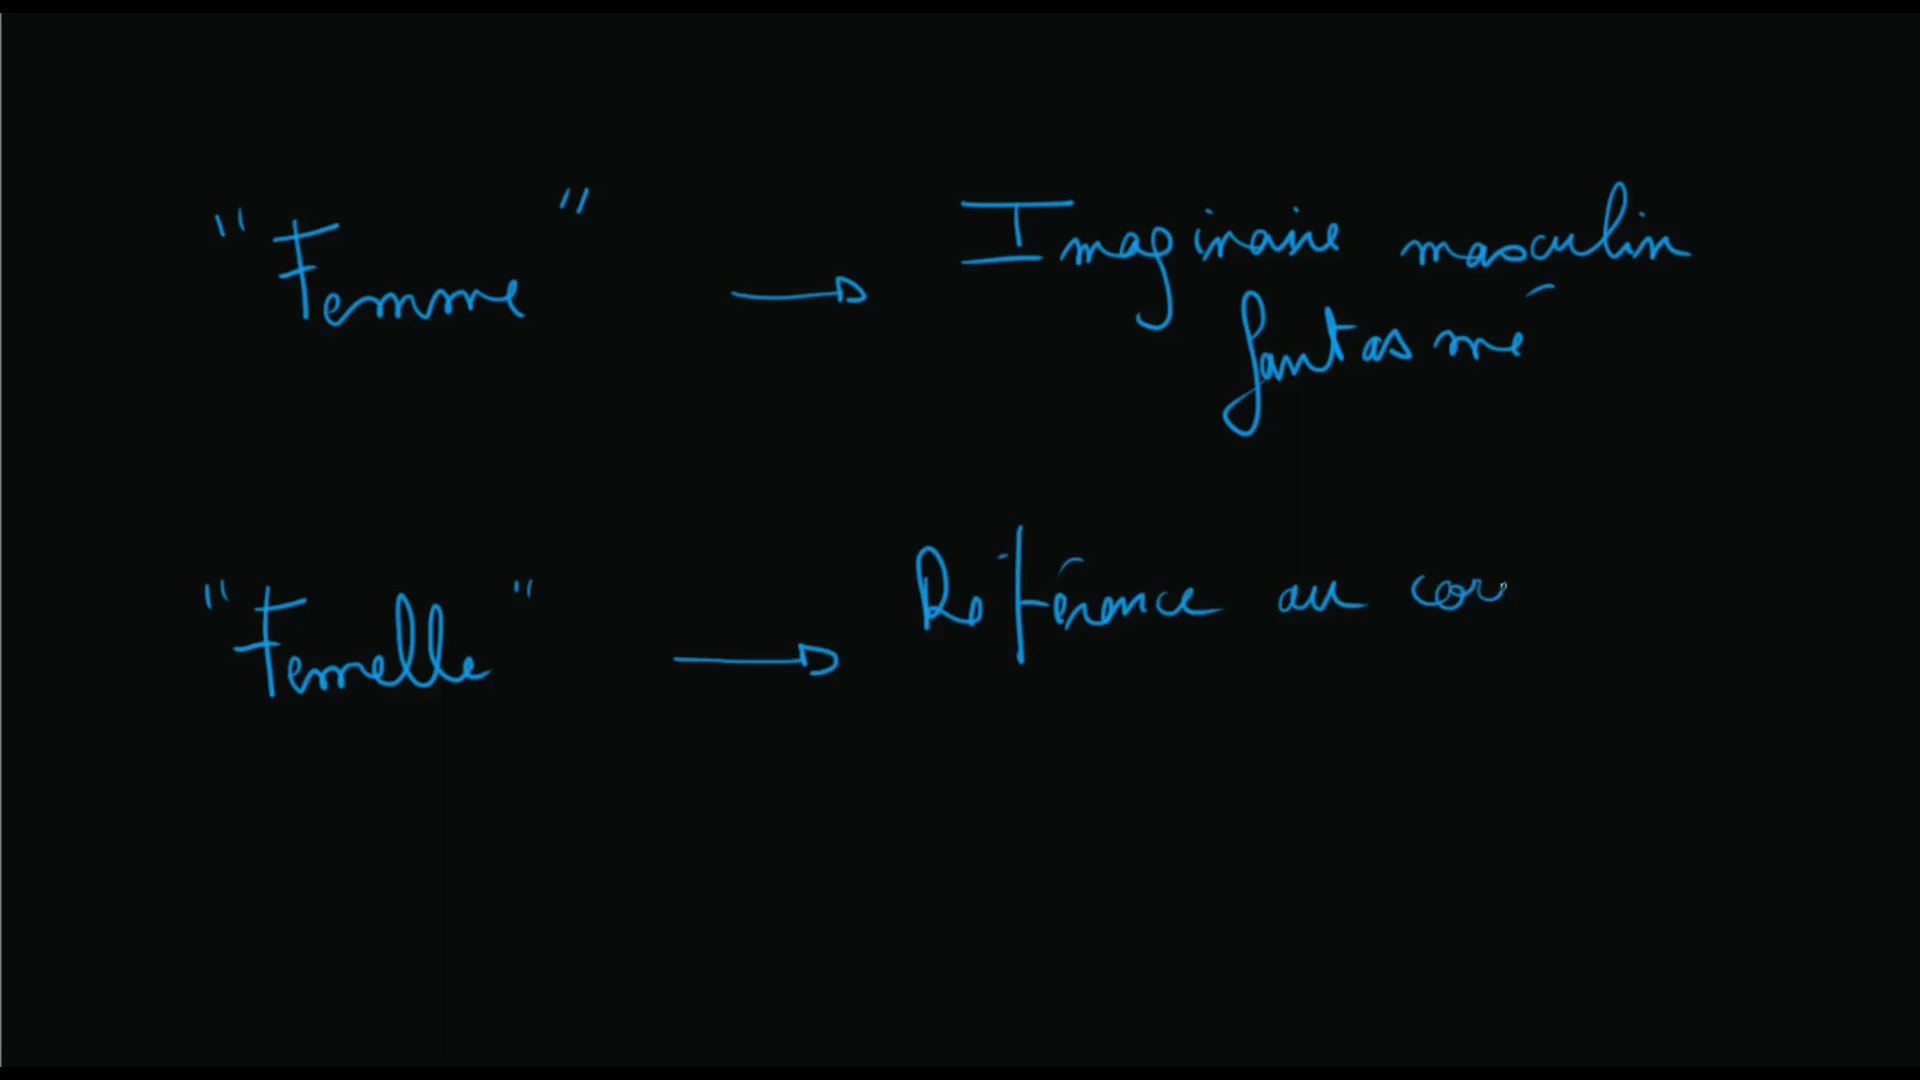 "Femme" → Imaginaire masculin
fantasmé
"Femelle" → Référence au cor